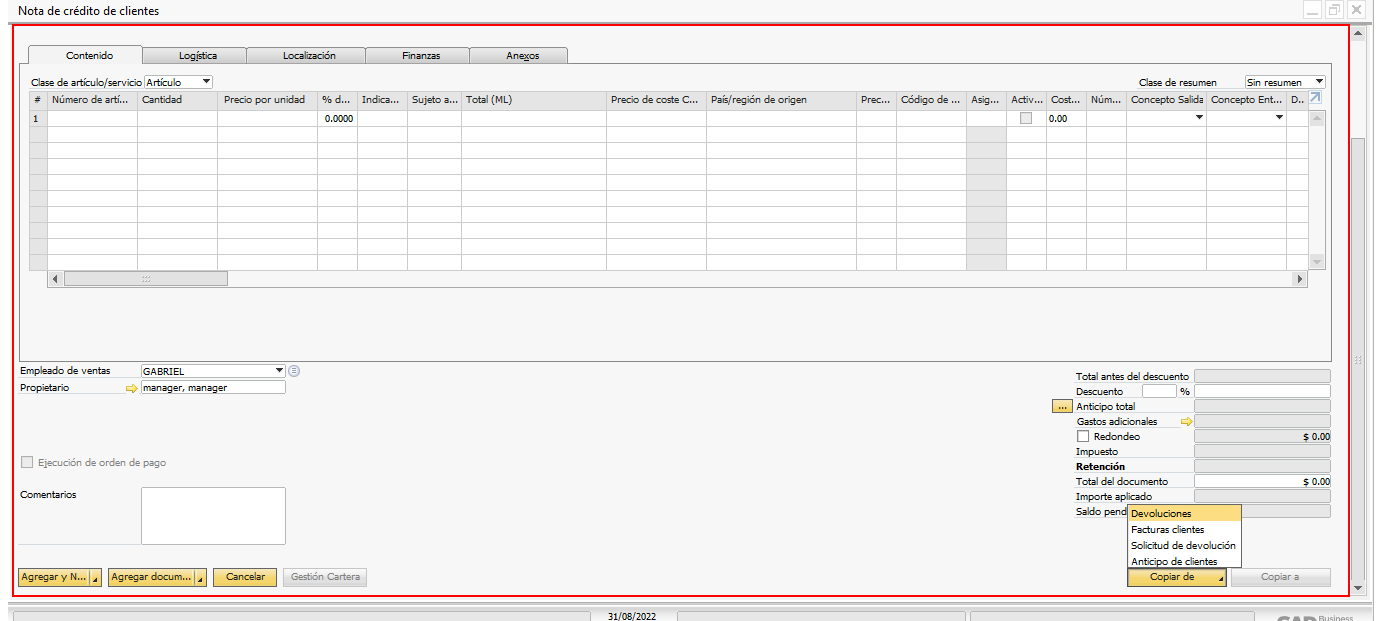 Nota de crédito de clientes
Contenido Logística Localización Finanzas Anexos
Clase de artículo/servicio Artículo Clase de resumen Sin resumen
# Número de artí... Cantidad Precio por unidad % d... Indica... Sujeto a... Total (ML) Precio de coste C... País/región de origen Prec... Código de ... Asig... Activ... Cost... Núm... Concepto Salida Concepto Ent... D..
1 0.0000 0.00
Empleado de ventas GABRIEL
Propietario manager, manager
Total antes del descuento
Descuento %
... Anticipo total
Gastos adicionales
Redondeo $ 0.00
Impuesto
Ejecución de orden de pago
Retención
Total del documento $ 0.00
Comentarios
Importe aplicado
Saldo pend
Devoluciones
Facturas clientes
Solicitud de devolución
Anticipo de clientes
Agregar y N... Agregar docum... Cancelar Gestión Cartera Copiar de Copiar a
31/08/2022
SAP Business